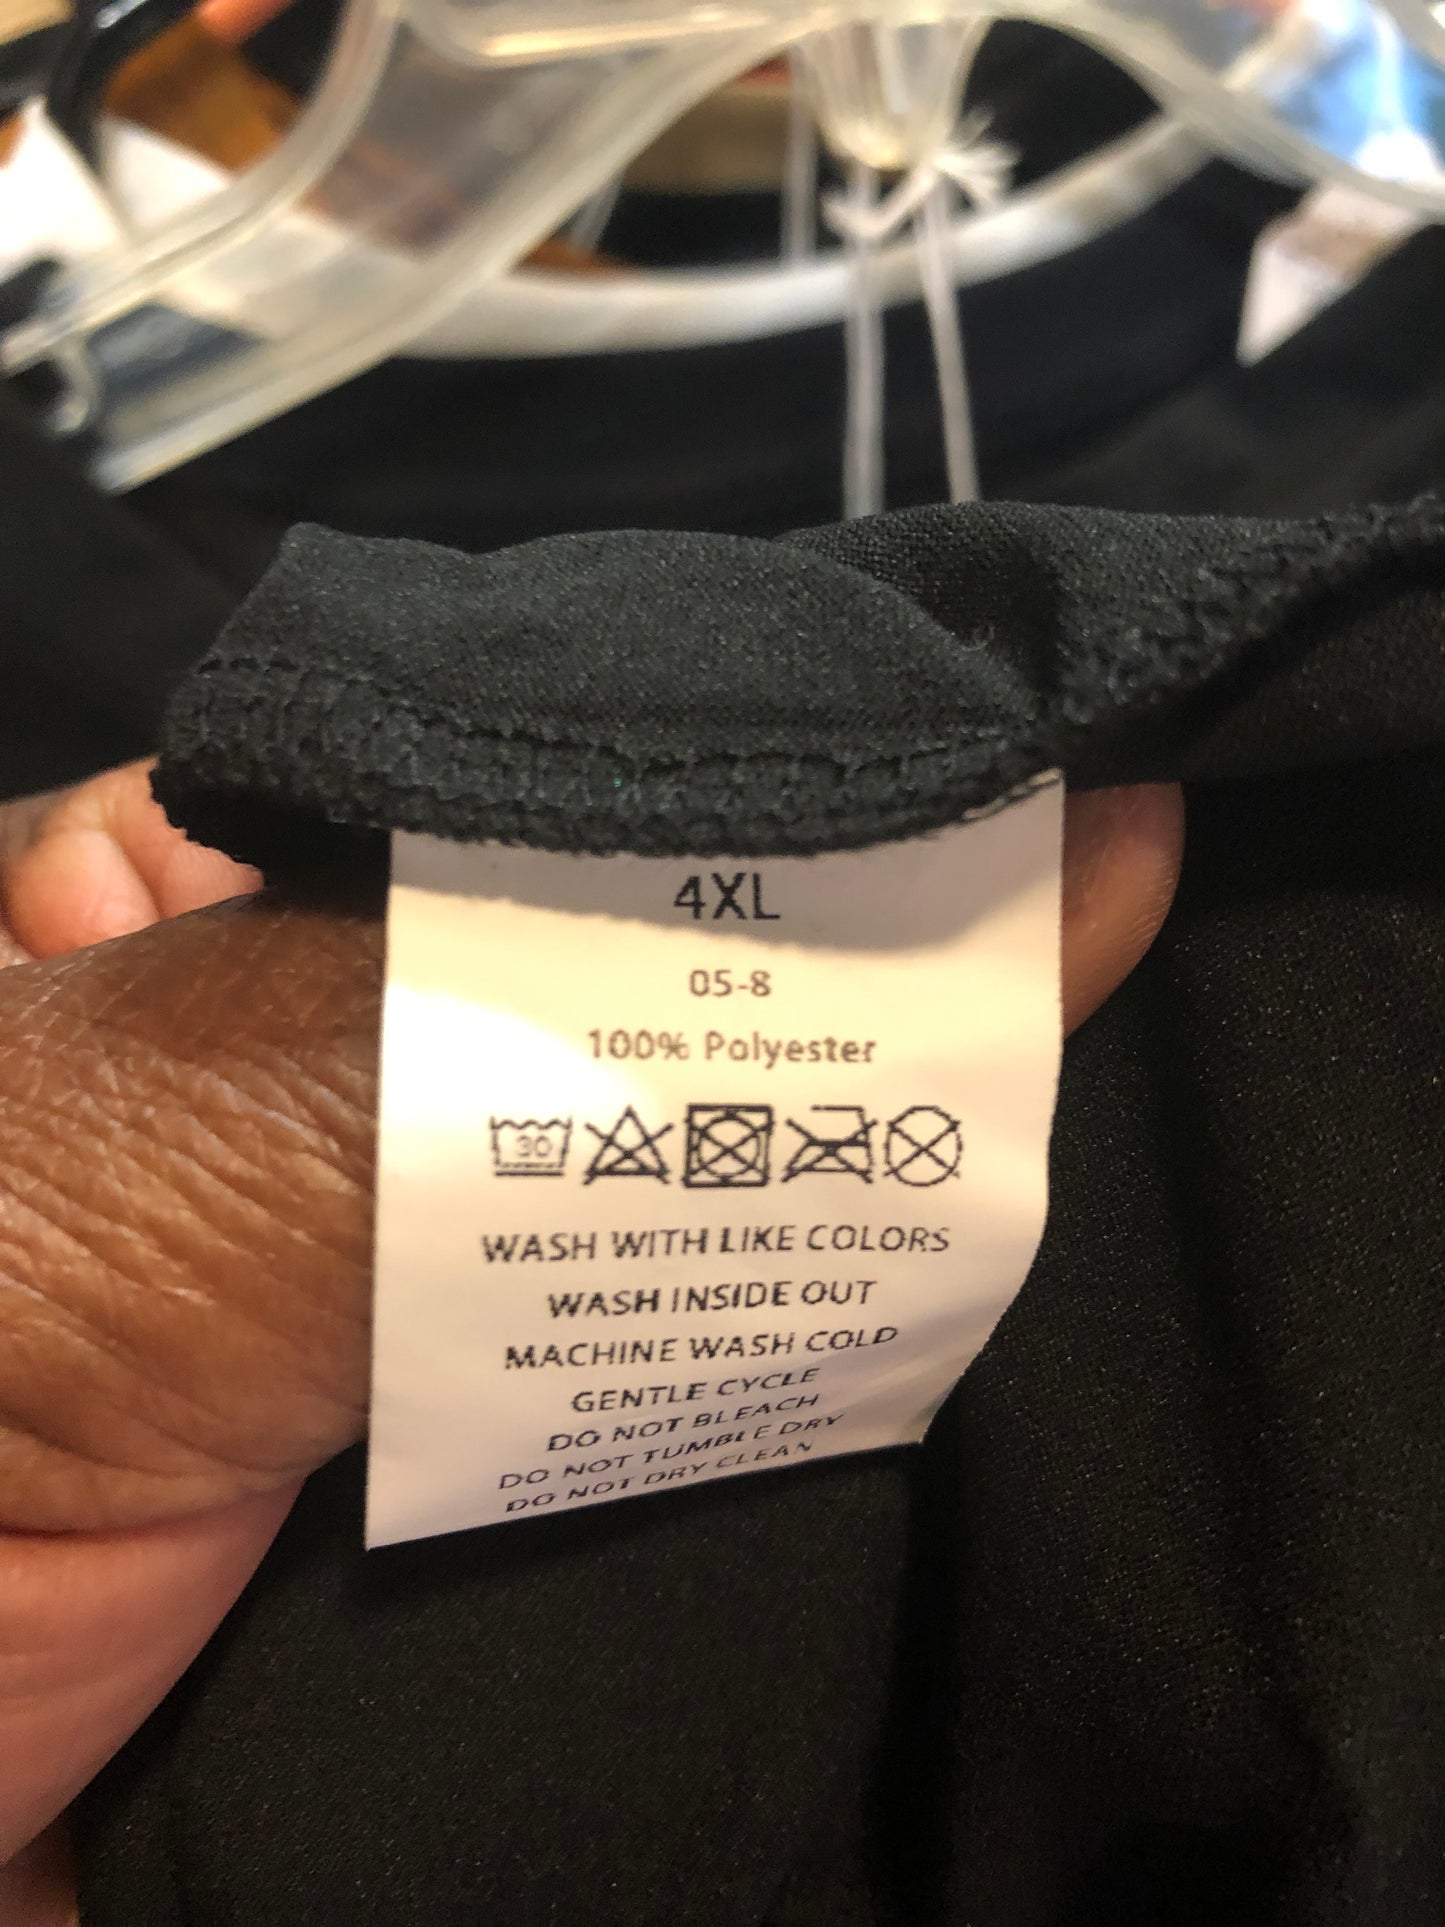 4XL
05-8
100% Polyester
30
WASH WITH LIKE COLORS
WASH INSIDE OUT
MACHINE WASH COLD
GENTLE CYCLE
DO NOT BLEACH
DO NOT TUMBLE DRY
DO NOT DRY CLEAN